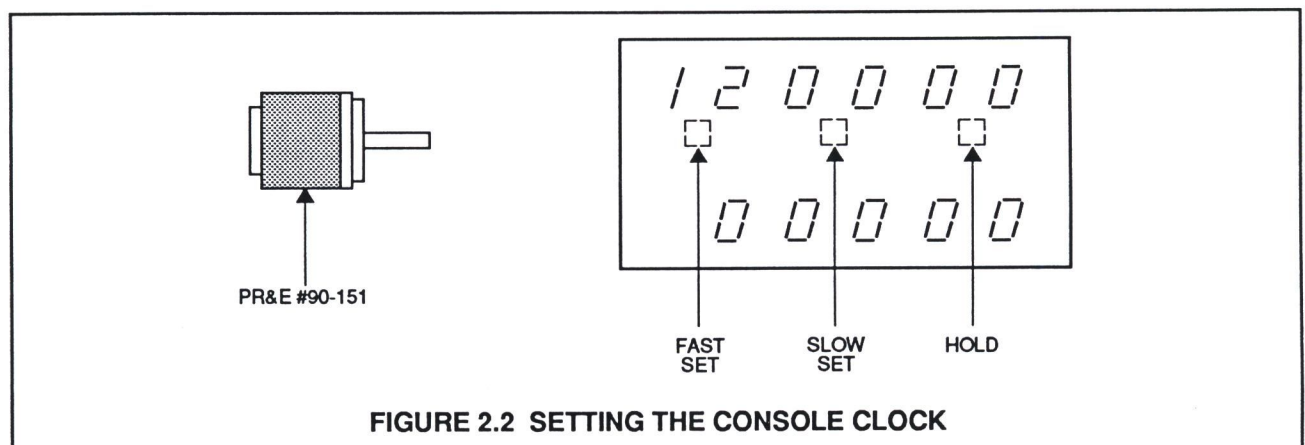 1 2 0 0 0 0
0 0 0 0 0
PR&E #90-151
FAST
SET
SLOW
SET
HOLD
FIGURE 2.2 SETTING THE CONSOLE CLOCK